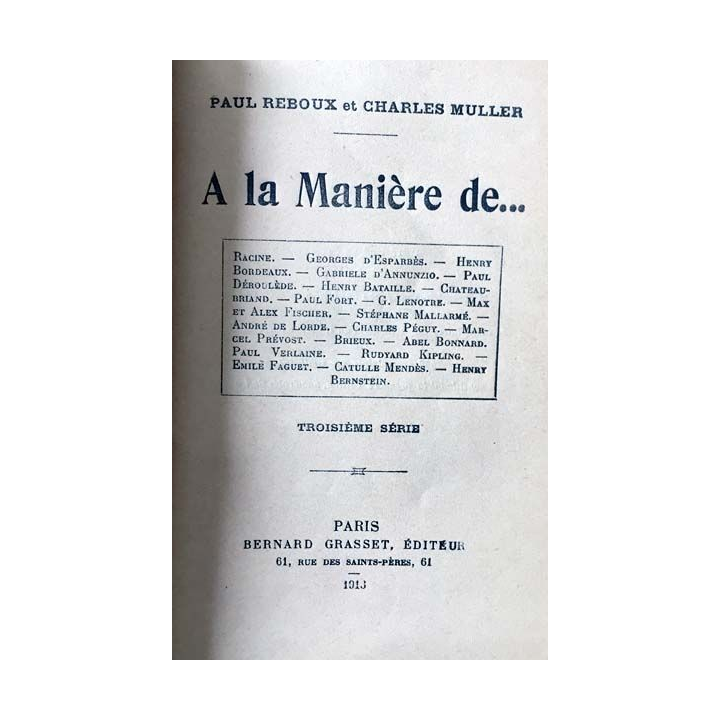 PAUL REBOUX et CHARLES MULLER
A la Manière de...
RACINE. — GEORGES D'ESPARBÈS. — HENRY
BORDEAUX. — GABRIELE D'ANNUNZIO. — PAUL
DÉROULÈDE. — HENRY BATAILLE. — CHATEAU-
BRIAND. — PAUL FORT. — G. LENOTRE. — MAX
ET ALEX FISCHER. — STÉPHANE MALLARMÉ. —
ANDRÉ DE LORDE. — CHARLES PÉGUY. — MAR-
CEL PRÉVOST. — BRIEUX. — ABEL BONNARD.
PAUL VERLAINE. — RUDYARD KIPLING. —
EMILE FAGUET. — CATULLE MENDÈS. — HENRY
BERNSTEIN.
TROISIÈME SÉRIE
PARIS
BERNARD GRASSET, ÉDITEUR
61, RUE DES SAINTS-PÈRES, 61
1913